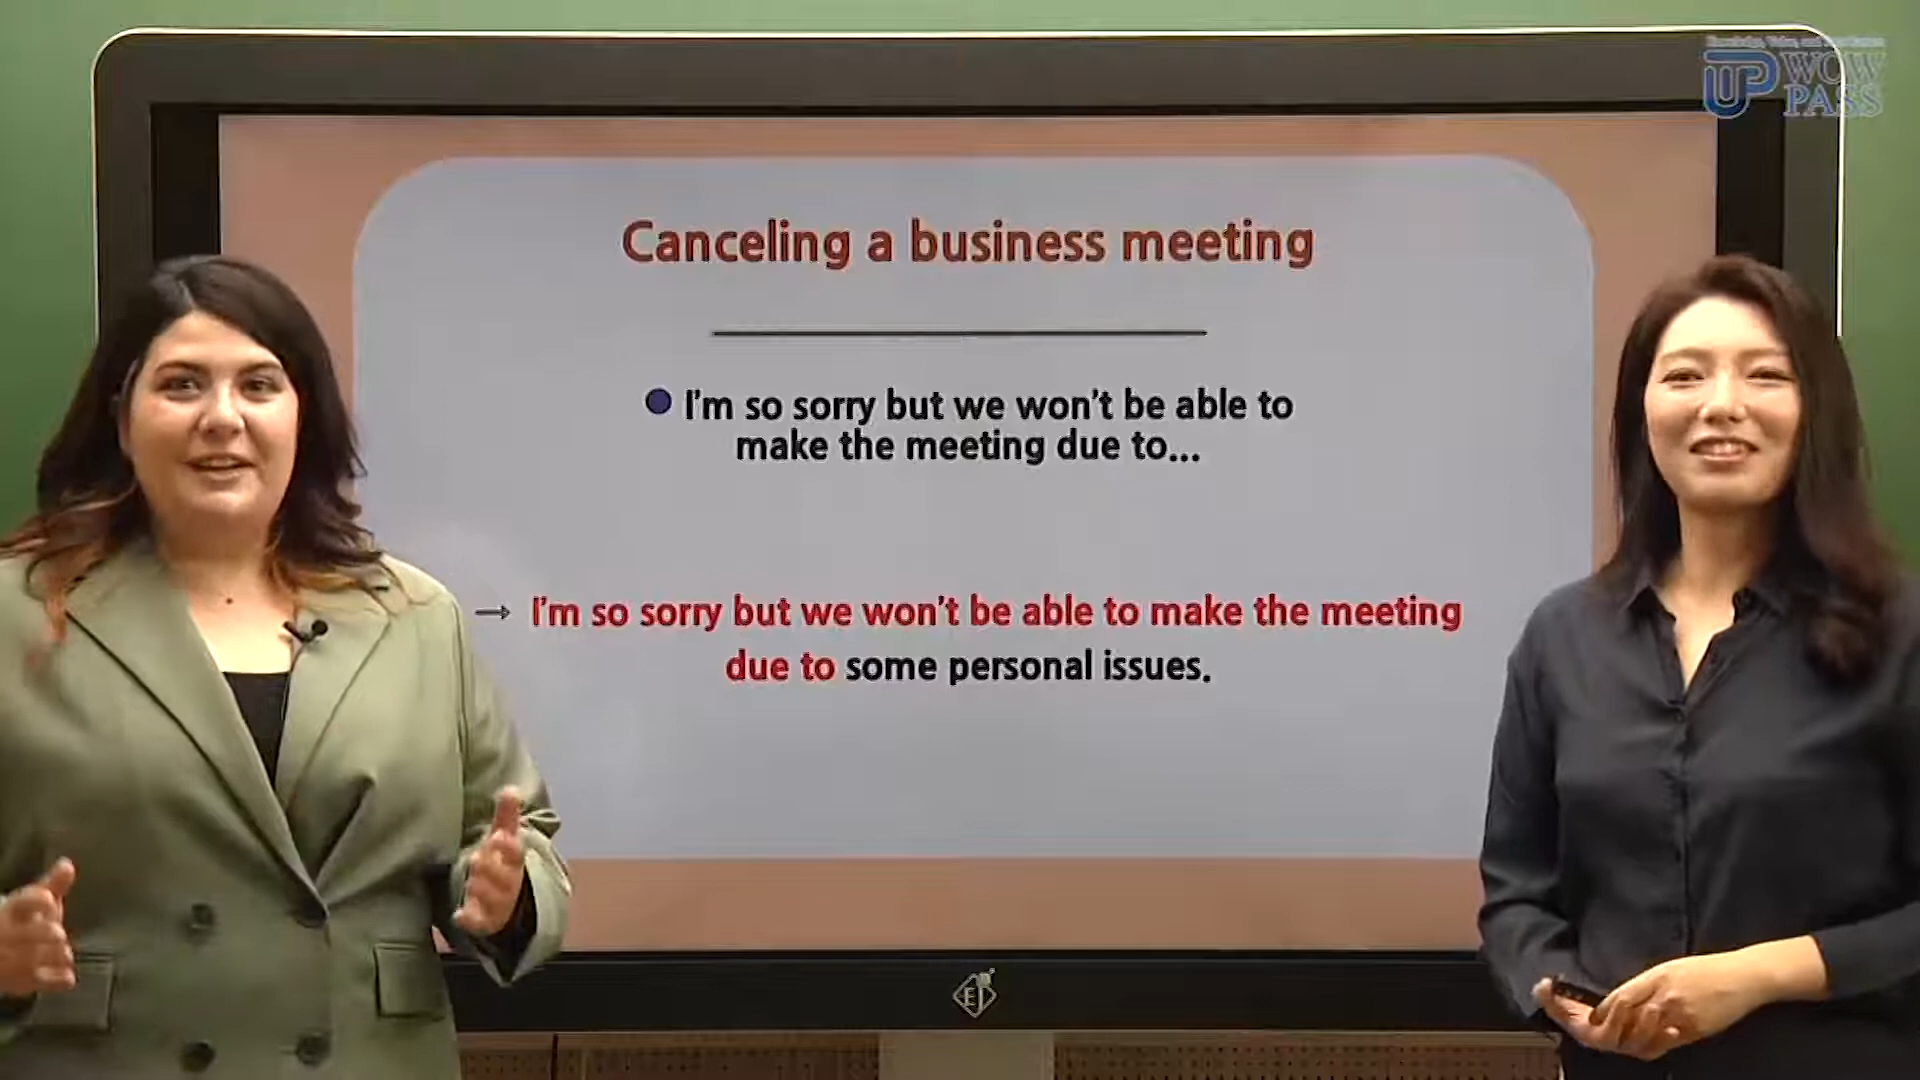 UP WOW
PASS
Canceling a business meeting
● I'm so sorry but we won't be able to
make the meeting due to...
→ I'm so sorry but we won't be able to make the meeting
due to some personal issues.